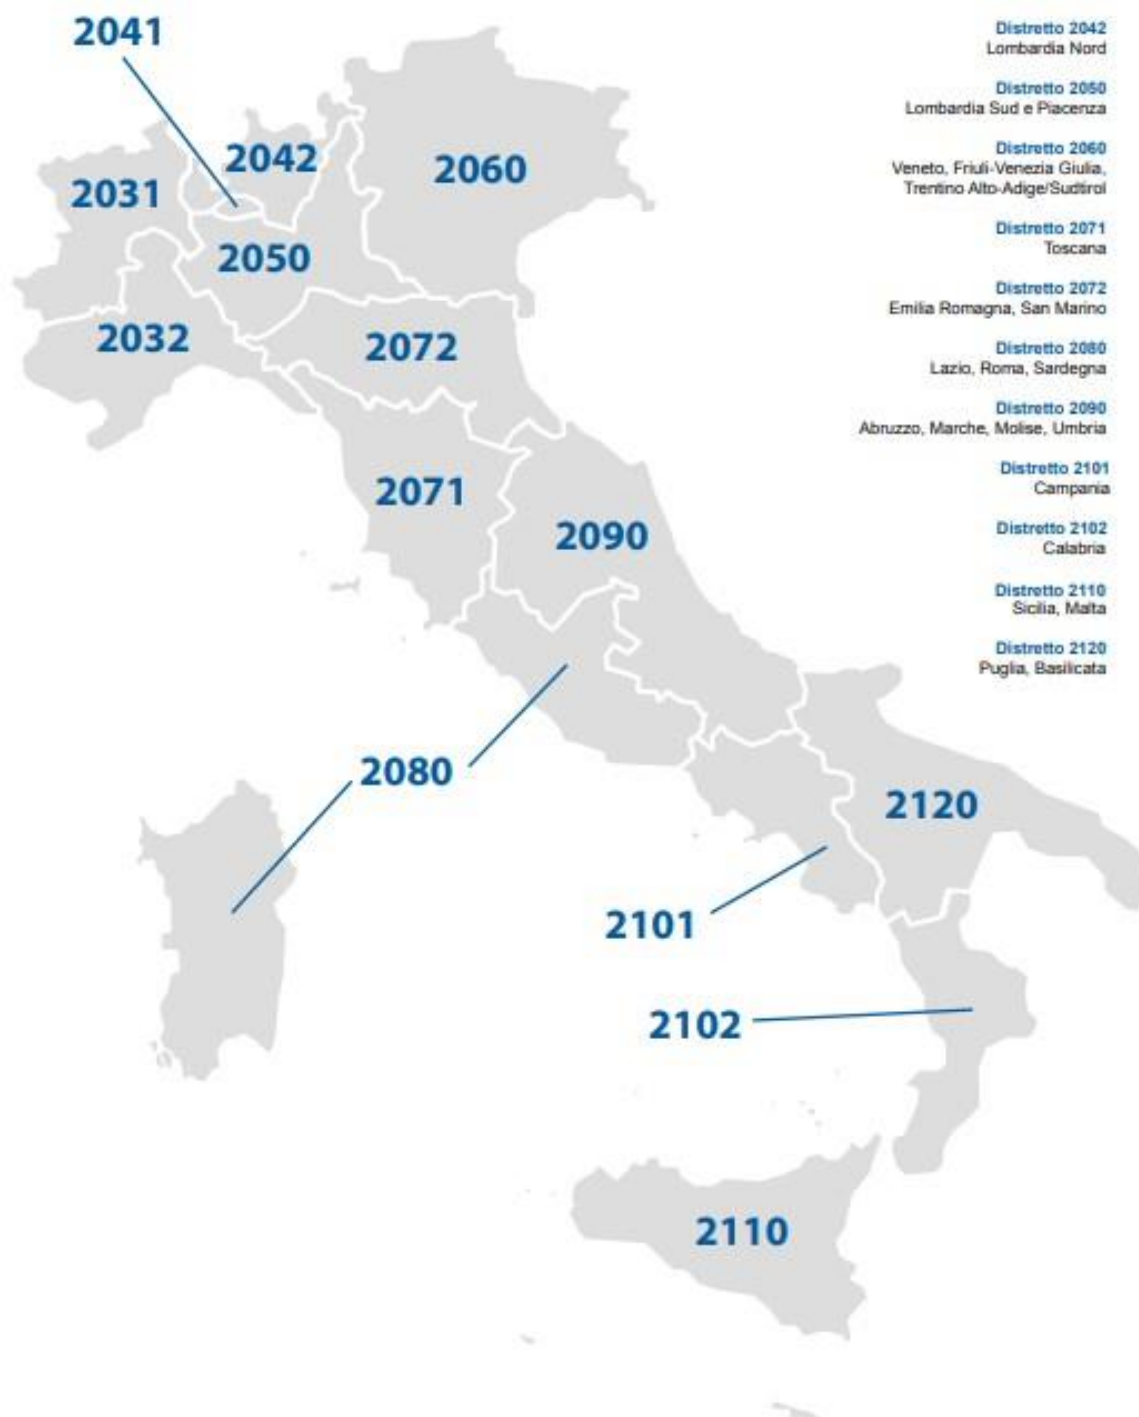 2041
2042
2060
2031
2050
2032
2072
2071
2090
2080
2120
2101
2102
2110
Distretto 2042
Lombardia Nord
Distretto 2050
Lombardia Sud e Piacenza
Distretto 2060
Veneto, Friuli-Venezia Giulia,
Trentino Alto-Adige/Sudtirol
Distretto 2071
Toscana
Distretto 2072
Emilia Romagna, San Marino
Distretto 2080
Lazio, Roma, Sardegna
Distretto 2090
Abruzzo, Marche, Molise, Umbria
Distretto 2101
Campania
Distretto 2102
Calabria
Distretto 2110
Sicilia, Malta
Distretto 2120
Puglia, Basilicata